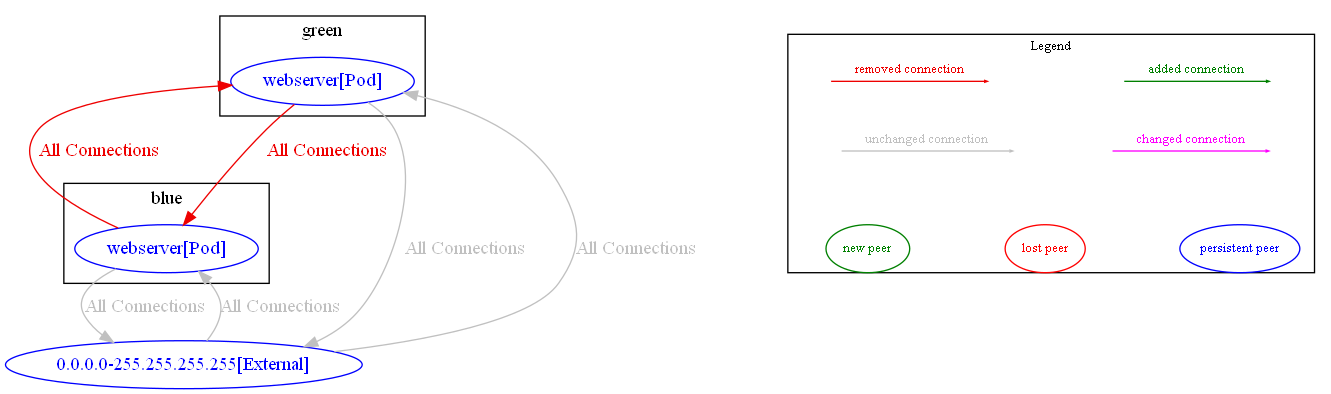 green
webserver[Pod]
All Connections
All Connections
blue
webserver[Pod]
All Connections
All Connections
All Connections
All Connections
0.0.0.0-255.255.255.255[External]
Legend
removed connection
added connection
unchanged connection
changed connection
new peer
lost peer
persistent peer